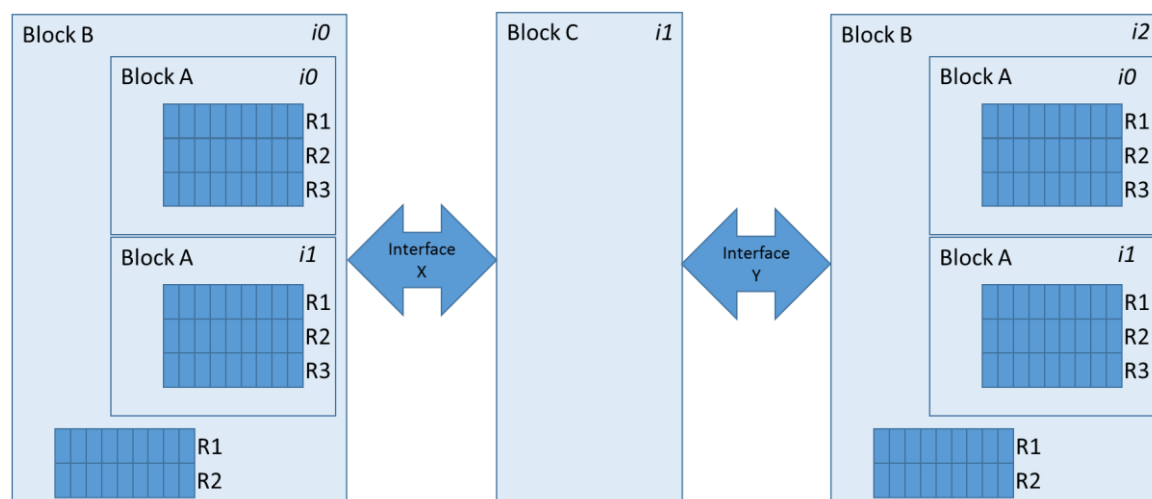 Block B i0
Block A i0
R1
R2
R3
Block A i1
R1
R2
R3
R1
R2
Interface
X
Block C i1
Interface
Y
Block B i2
Block A i0
R1
R2
R3
Block A i1
R1
R2
R3
R1
R2